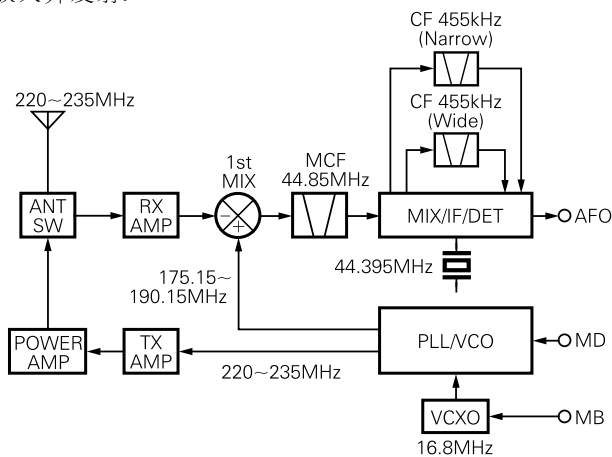 CF 455kHz
(Narrow)
220~235MHz
CF 455kHz
(Wide)
1st
MIX
MCF
44.85MHz
ANT
SW
RX
AMP
−
+
MIX/IF/DET
AFO
175.15~
190.15MHz
44.395MHz
POWER
AMP
TX
AMP
PLL/VCO
MD
220~235MHz
VCXO
MB
16.8MHz